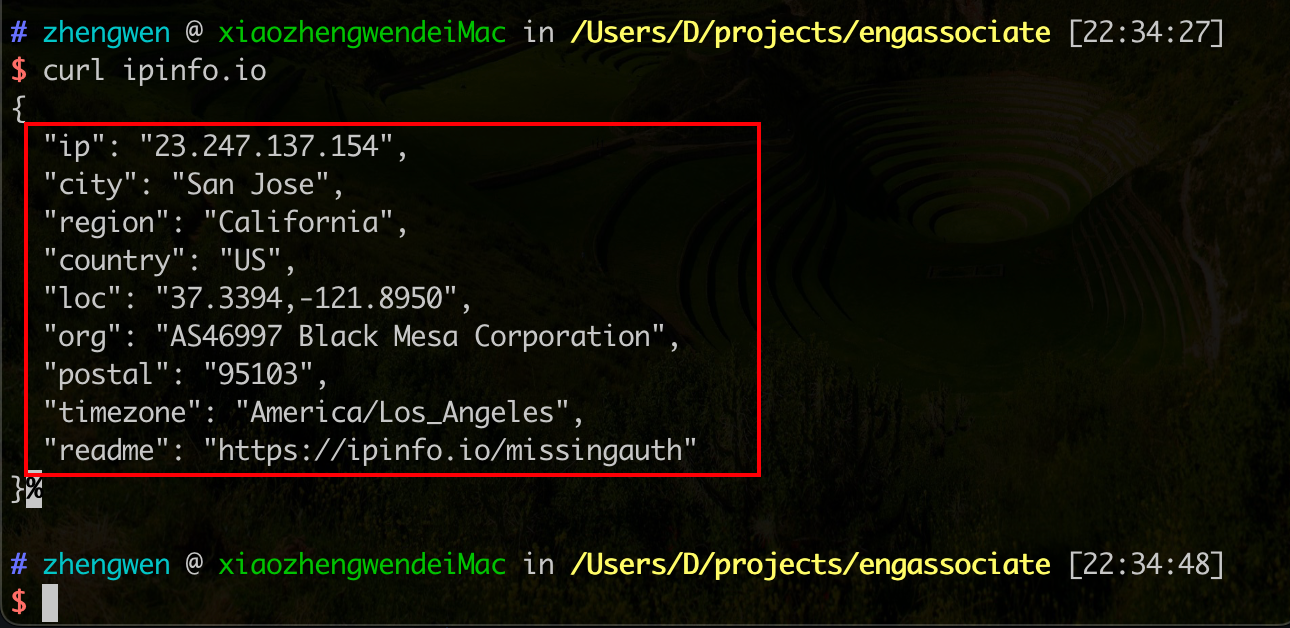 # zhengwen @ xiaozhengwendeiMac in /Users/D/projects/engassociate [22:34:27]
$ curl ipinfo.io
{
  "ip": "23.247.137.154",
  "city": "San Jose",
  "region": "California",
  "country": "US",
  "loc": "37.3394,-121.8950",
  "org": "AS46997 Black Mesa Corporation",
  "postal": "95103",
  "timezone": "America/Los_Angeles",
  "readme": "https://ipinfo.io/missingauth"
}%
# zhengwen @ xiaozhengwendeiMac in /Users/D/projects/engassociate [22:34:48]
$